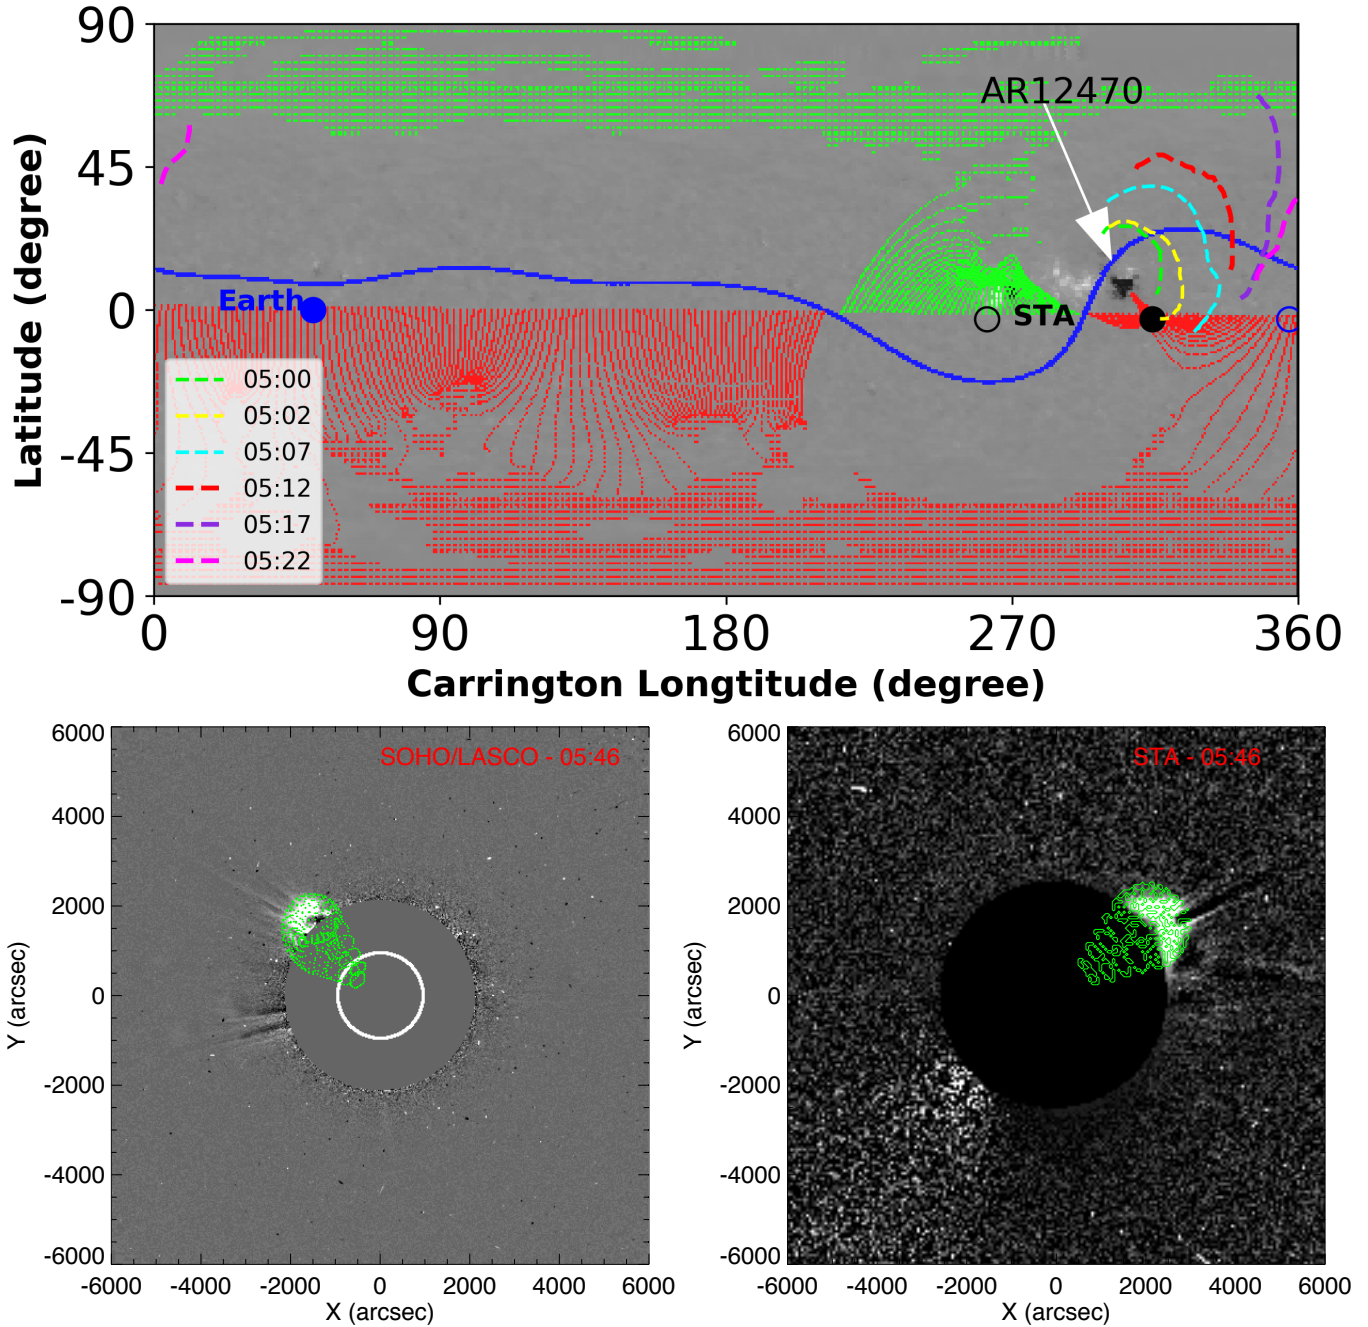 90
45
0
-45
-90
Latitude (degree)
AR12470
Earth
STA
05:00
05:02
05:07
05:12
05:17
05:22
0 90 180 270 360
Carrington Longtitude (degree)
6000
4000
2000
0
-2000
-4000
-6000
Y (arcsec)
SOHO/LASCO - 05:46
-6000 -4000 -2000 0 2000 4000 6000
X (arcsec)
6000
4000
2000
0
-2000
-4000
-6000
Y (arcsec)
STA - 05:46
-6000 -4000 -2000 0 2000 4000 6000
X (arcsec)